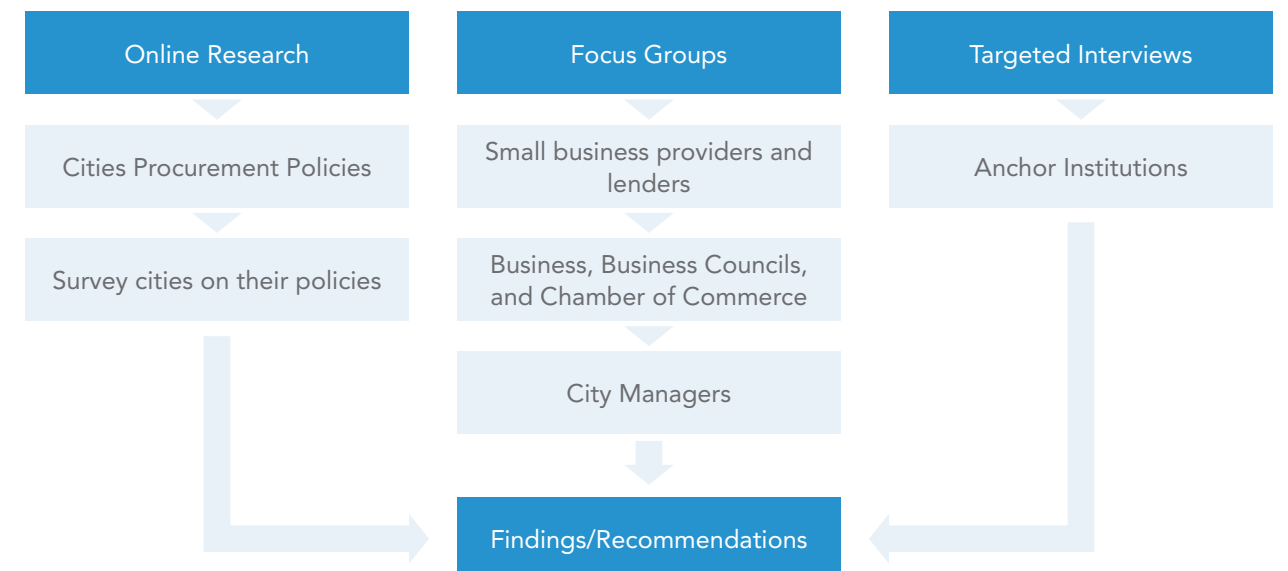 Online Research
Cities Procurement Policies
Survey cities on their policies
Focus Groups
Small business providers and
lenders
Business, Business Councils,
and Chamber of Commerce
City Managers
Targeted Interviews
Anchor Institutions
Findings/Recommendations